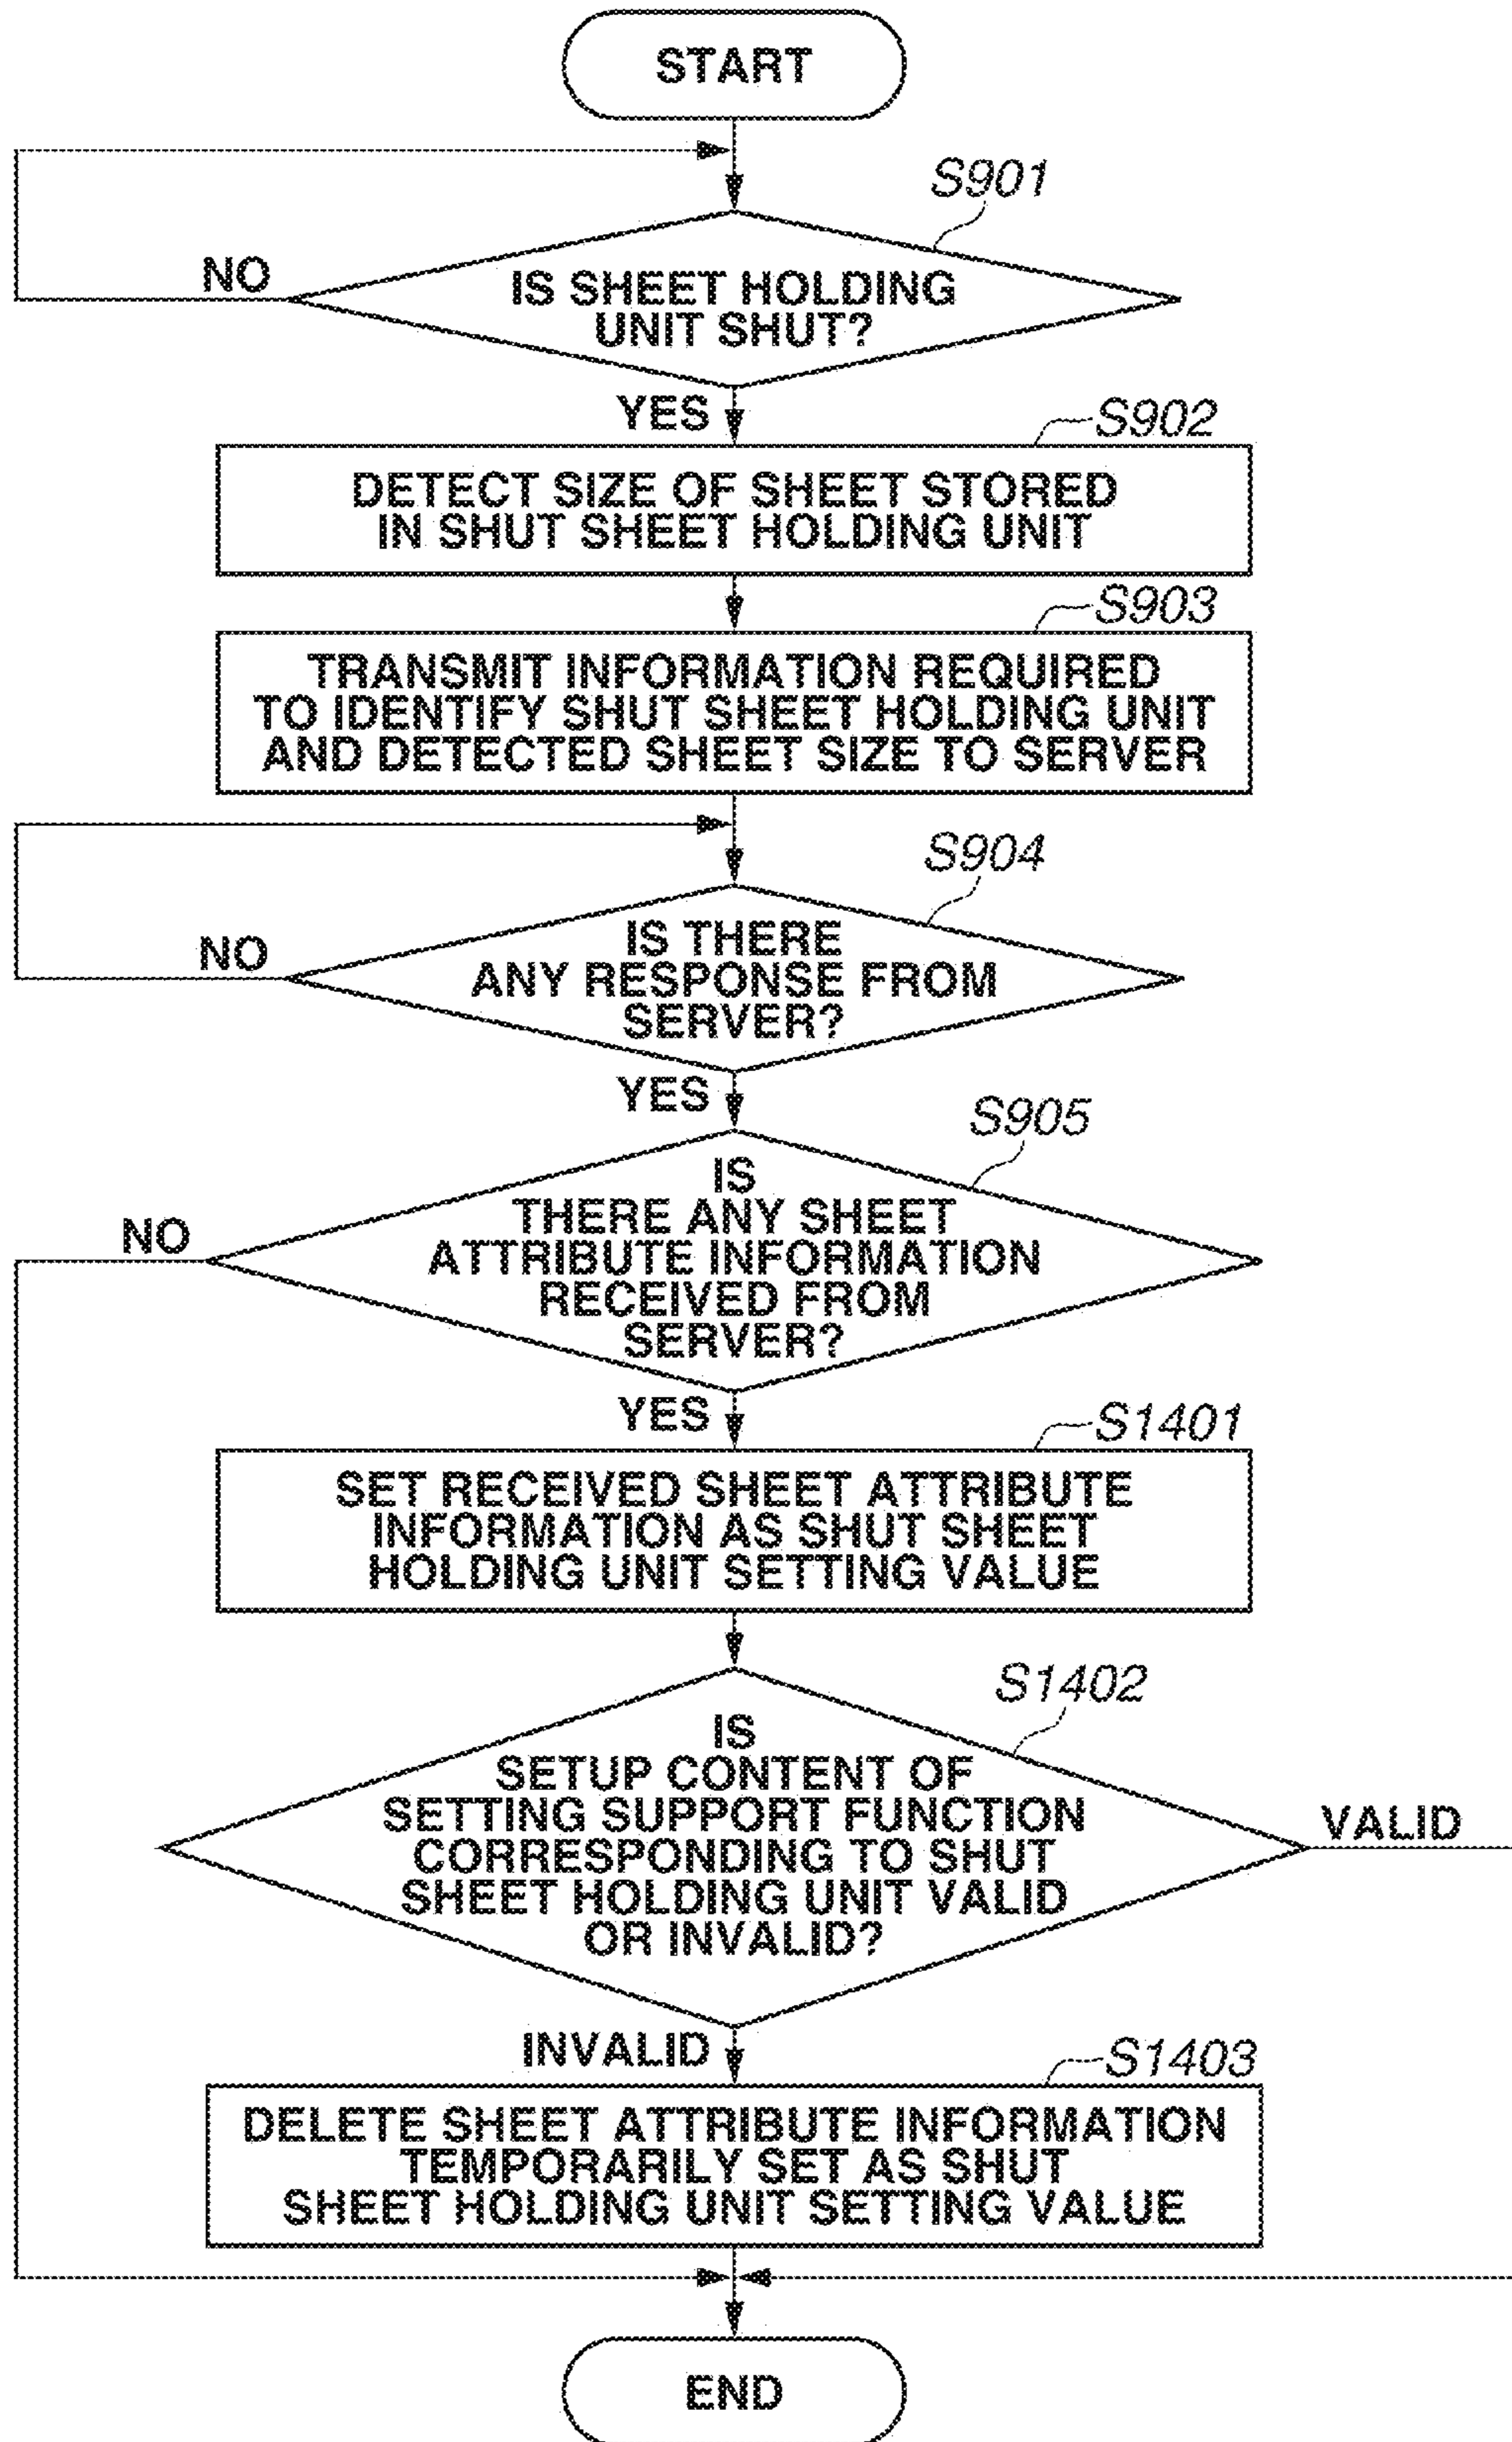 START
S901
NO
IS SHEET HOLDING
UNIT SHUT?
YES
S902
DETECT SIZE OF SHEET STORED
IN SHUT SHEET HOLDING UNIT
S903
TRANSMIT INFORMATION REQUIRED
TO IDENTIFY SHUT SHEET HOLDING UNIT
AND DETECTED SHEET SIZE TO SERVER
S904
NO
IS THERE
ANY RESPONSE FROM
SERVER?
YES
S905
NO
IS
THERE ANY SHEET
ATTRIBUTE INFORMATION
RECEIVED FROM
SERVER?
YES
S1401
SET RECEIVED SHEET ATTRIBUTE
INFORMATION AS SHUT SHEET
HOLDING UNIT SETTING VALUE
S1402
IS
SETUP CONTENT OF
SETTING SUPPORT FUNCTION
CORRESPONDING TO SHUT
SHEET HOLDING UNIT VALID
OR INVALID?
VALID
INVALID
S1403
DELETE SHEET ATTRIBUTE INFORMATION
TEMPORARILY SET AS SHUT
SHEET HOLDING UNIT SETTING VALUE
END